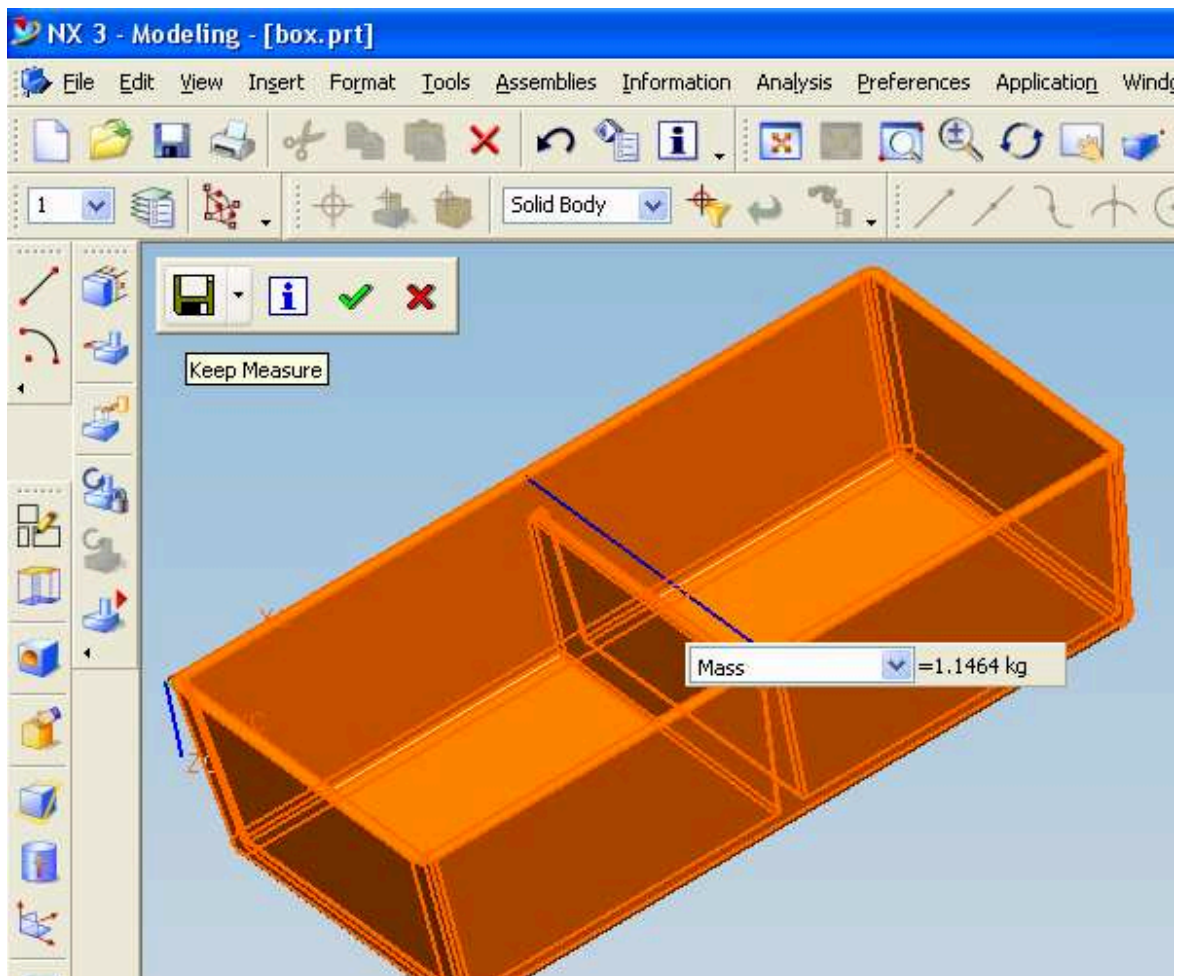 NX 3 - Modeling - [box.prt]
File Edit View Insert Format Tools Assemblies Information Analysis Preferences Application
1 Solid Body
Keep Measure
Mass =1.1464 kg